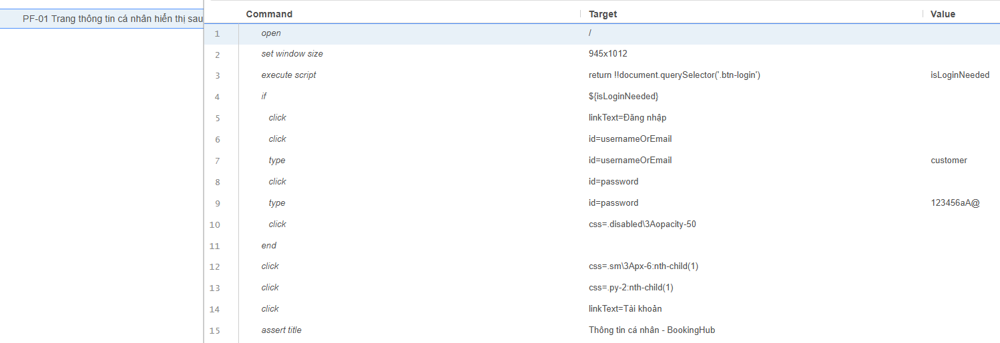 PF-01 Trang thông tin cá nhân hiển thị sau
Command Target Value
1 open /
2 set window size 945x1012
3 execute script return !!document.querySelector('.btn-login') isLoginNeeded
4 if ${isLoginNeeded}
5 click linkText=Đăng nhập
6 click id=usernameOrEmail
7 type id=usernameOrEmail customer
8 click id=password
9 type id=password 123456aA@
10 click css=.disabled\3Aopacity-50
11 end
12 click css=.sm\3Apx-6:nth-child(1)
13 click css=.py-2:nth-child(1)
14 click linkText=Tài khoản
15 assert title Thông tin cá nhân - BookingHub